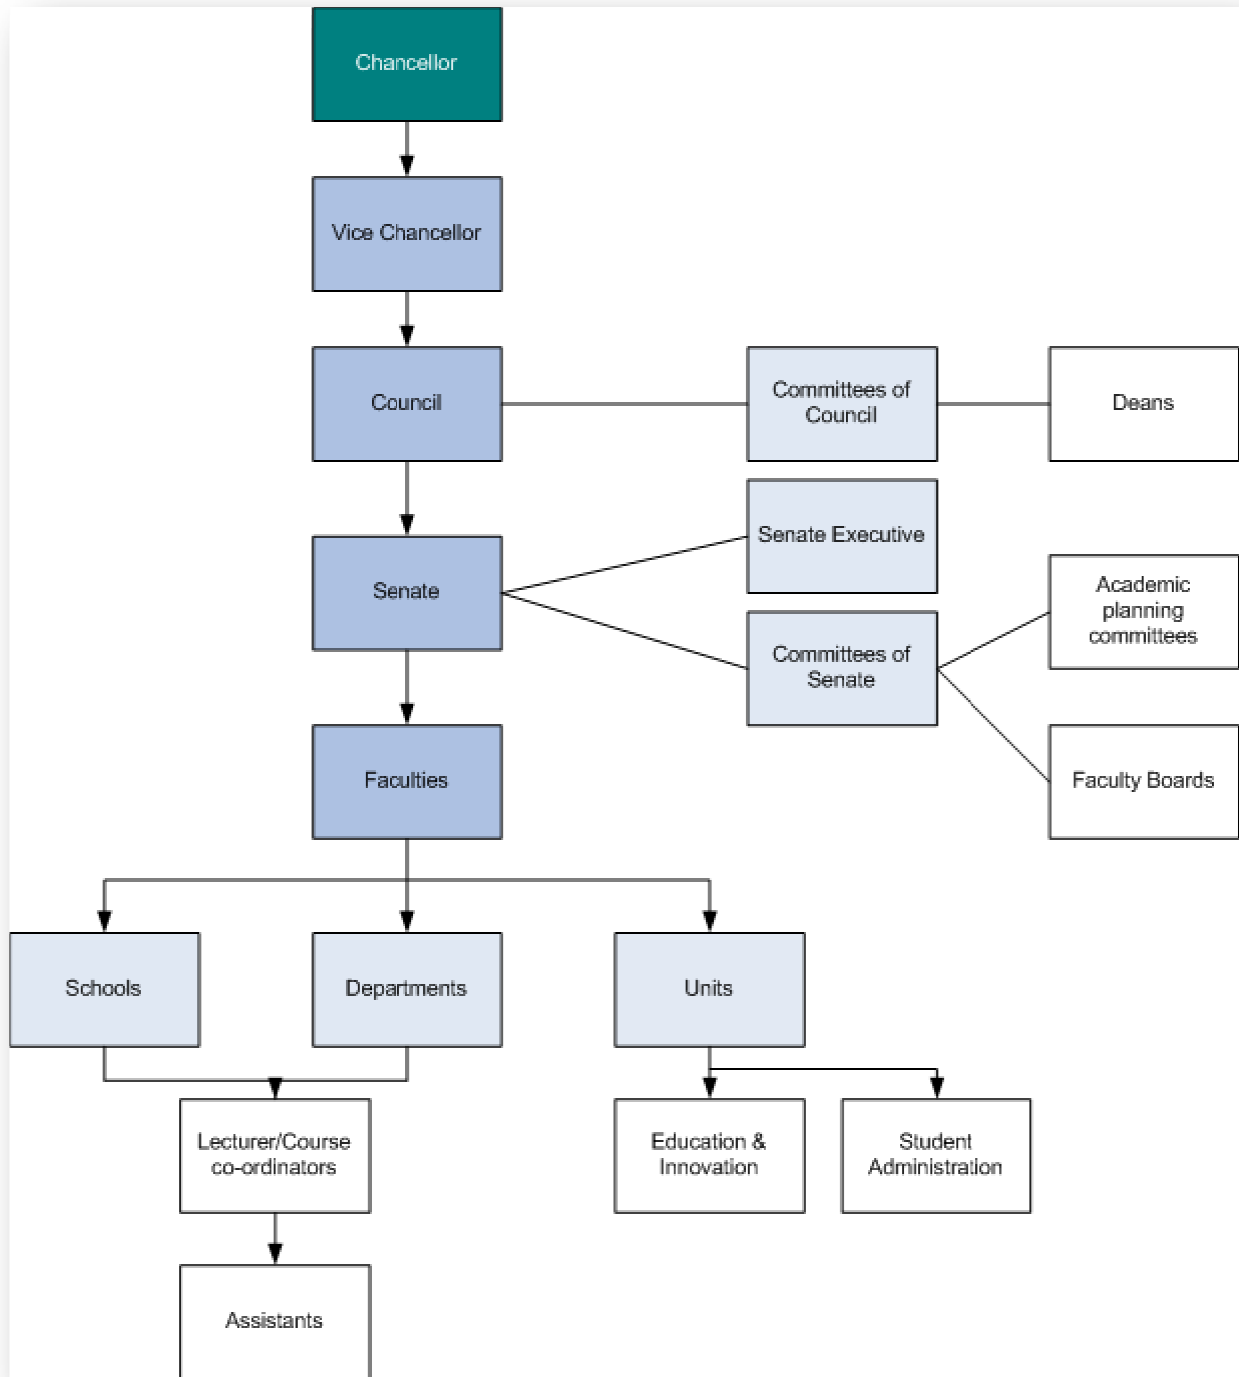 Chancellor
Vice Chancellor
Council
Committees of
Council
Deans
Senate Executive
Senate
Academic
planning
committees
Committees of
Senate
Faculties
Faculty Boards
Schools
Departments
Units
Lecturer/Course
co-ordinators
Education &
Innovation
Student
Administration
Assistants